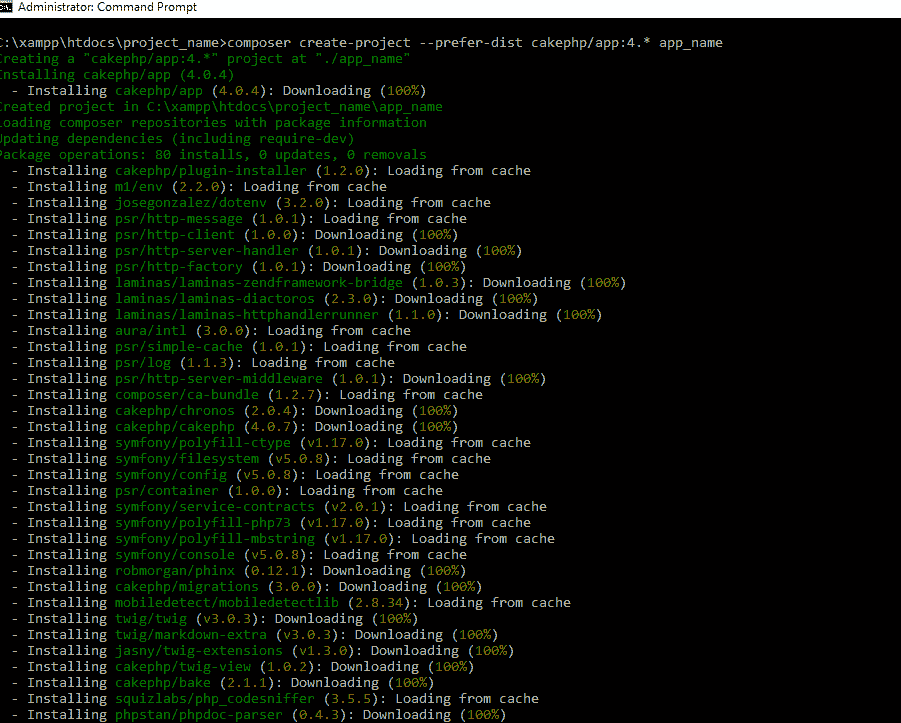 Administrator: Command Prompt
C:\xampp\htdocs\project_name>composer create-project --prefer-dist cakephp/app:4.* app_name
Creating a "cakephp/app:4.*" project at "./app_name"
Installing cakephp/app (4.0.4)
- Installing cakephp/app (4.0.4): Downloading (100%)
Created project in C:\xampp\htdocs\project_name\app_name
Loading composer repositories with package information
Updating dependencies (including require-dev)
Package operations: 80 installs, 0 updates, 0 removals
- Installing cakephp/plugin-installer (1.2.0): Loading from cache
- Installing m1/env (2.2.0): Loading from cache
- Installing josegonzalez/dotenv (3.2.0): Loading from cache
- Installing psr/http-message (1.0.1): Loading from cache
- Installing psr/http-client (1.0.0): Downloading (100%)
- Installing psr/http-server-handler (1.0.1): Downloading (100%)
- Installing psr/http-factory (1.0.1): Downloading (100%)
- Installing laminas/laminas-zendframework-bridge (1.0.3): Downloading (100%)
- Installing laminas/laminas-diactoros (2.3.0): Downloading (100%)
- Installing laminas/laminas-httphandlerrunner (1.1.0): Downloading (100%)
- Installing aura/intl (3.0.0): Loading from cache
- Installing psr/simple-cache (1.0.1): Loading from cache
- Installing psr/log (1.1.3): Loading from cache
- Installing psr/http-server-middleware (1.0.1): Downloading (100%)
- Installing composer/ca-bundle (1.2.7): Loading from cache
- Installing cakephp/chronos (2.0.4): Downloading (100%)
- Installing cakephp/cakephp (4.0.7): Downloading (100%)
- Installing symfony/polyfill-ctype (v1.17.0): Loading from cache
- Installing symfony/filesystem (v5.0.8): Loading from cache
- Installing symfony/config (v5.0.8): Loading from cache
- Installing psr/container (1.0.0): Loading from cache
- Installing symfony/service-contracts (v2.0.1): Loading from cache
- Installing symfony/polyfill-php73 (v1.17.0): Loading from cache
- Installing symfony/polyfill-mbstring (v1.17.0): Loading from cache
- Installing symfony/console (v5.0.8): Loading from cache
- Installing robmorgan/phinx (0.12.1): Downloading (100%)
- Installing cakephp/migrations (3.0.0): Downloading (100%)
- Installing mobiledetect/mobiledetectlib (2.8.34): Loading from cache
- Installing twig/twig (v3.0.3): Downloading (100%)
- Installing twig/markdown-extra (v3.0.3): Downloading (100%)
- Installing jasny/twig-extensions (v1.3.0): Downloading (100%)
- Installing cakephp/twig-view (1.0.2): Downloading (100%)
- Installing cakephp/bake (2.1.1): Downloading (100%)
- Installing squizlabs/php_codesniffer (3.5.5): Loading from cache
- Installing phpstan/phpdoc-parser (0.4.3): Downloading (100%)